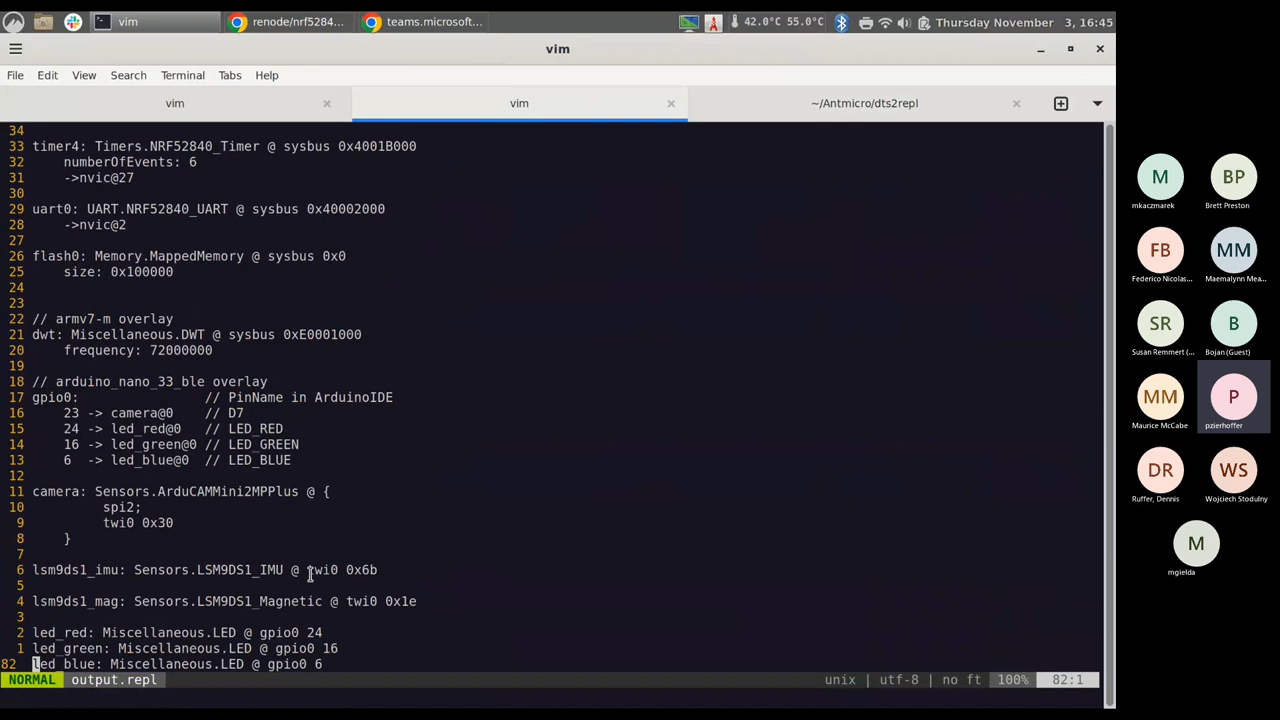 vim
renode/nrf5284...
teams.microsoft...
42.0°C 55.0°C
Thursday November 3, 16:45
vim
File Edit View Search Terminal Tabs Help
vim
vim
~/Antmicro/dts2repl
34
33 timer4: Timers.NRF52840_Timer @ sysbus 0x4001B000
32 numberOfEvents: 6
31 ->nvic@27
30
29 uart0: UART.NRF52840_UART @ sysbus 0x40002000
28 ->nvic@2
27
26 flash0: Memory.MappedMemory @ sysbus 0x0
25 size: 0x100000
24
23
22 // armv7-m overlay
21 dwt: Miscellaneous.DWT @ sysbus 0xE0001000
20 frequency: 72000000
19
18 // arduino_nano_33_ble overlay
17 gpio0: // PinName in ArduinoIDE
16 23 -> camera@0 // D7
15 24 -> led_red@0 // LED_RED
14 16 -> led_green@0 // LED_GREEN
13 6 -> led_blue@0 // LED_BLUE
12
11 camera: Sensors.ArduCAMMini2MPPlus @ {
10 spi2;
9 twi0 0x30
8 }
7
6 lsm9ds1_imu: Sensors.LSM9DS1_IMU @ twi0 0x6b
5
4 lsm9ds1_mag: Sensors.LSM9DS1_Magnetic @ twi0 0x1e
3
2 led_red: Miscellaneous.LED @ gpio0 24
1 led_green: Miscellaneous.LED @ gpio0 16
82 led_blue: Miscellaneous.LED @ gpio0 6
NORMAL output.repl unix | utf-8 | no ft 100% 82:1
M
mkaczmarek
BP
Brett Preston
FB
Federico Nicolas...
MM
Maemalynn Mea...
SR
Susan Remmert (...
B
Bojan (Guest)
MM
Maurice McCabe
P
pzierhoffer
DR
Ruffer, Dennis
WS
Wojciech Stodulny
M
mgielda